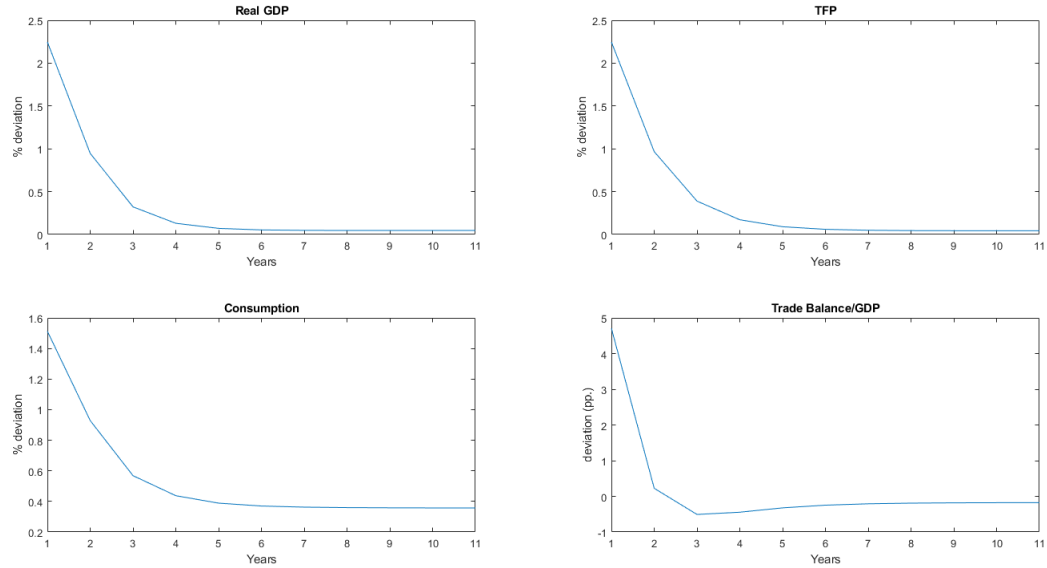 Real GDP
2.5
2
1.5
1
0.5
0
% deviation
1 2 3 4 5 6 7 8 9 10 11
Years
TFP
2.5
2
1.5
1
0.5
0
% deviation
1 2 3 4 5 6 7 8 9 10 11
Years
Consumption
1.6
1.4
1.2
1
0.8
0.6
0.4
0.2
% deviation
1 2 3 4 5 6 7 8 9 10 11
Years
Trade Balance/GDP
5
4
3
2
1
0
-1
deviation (pp.)
1 2 3 4 5 6 7 8 9 10 11
Years